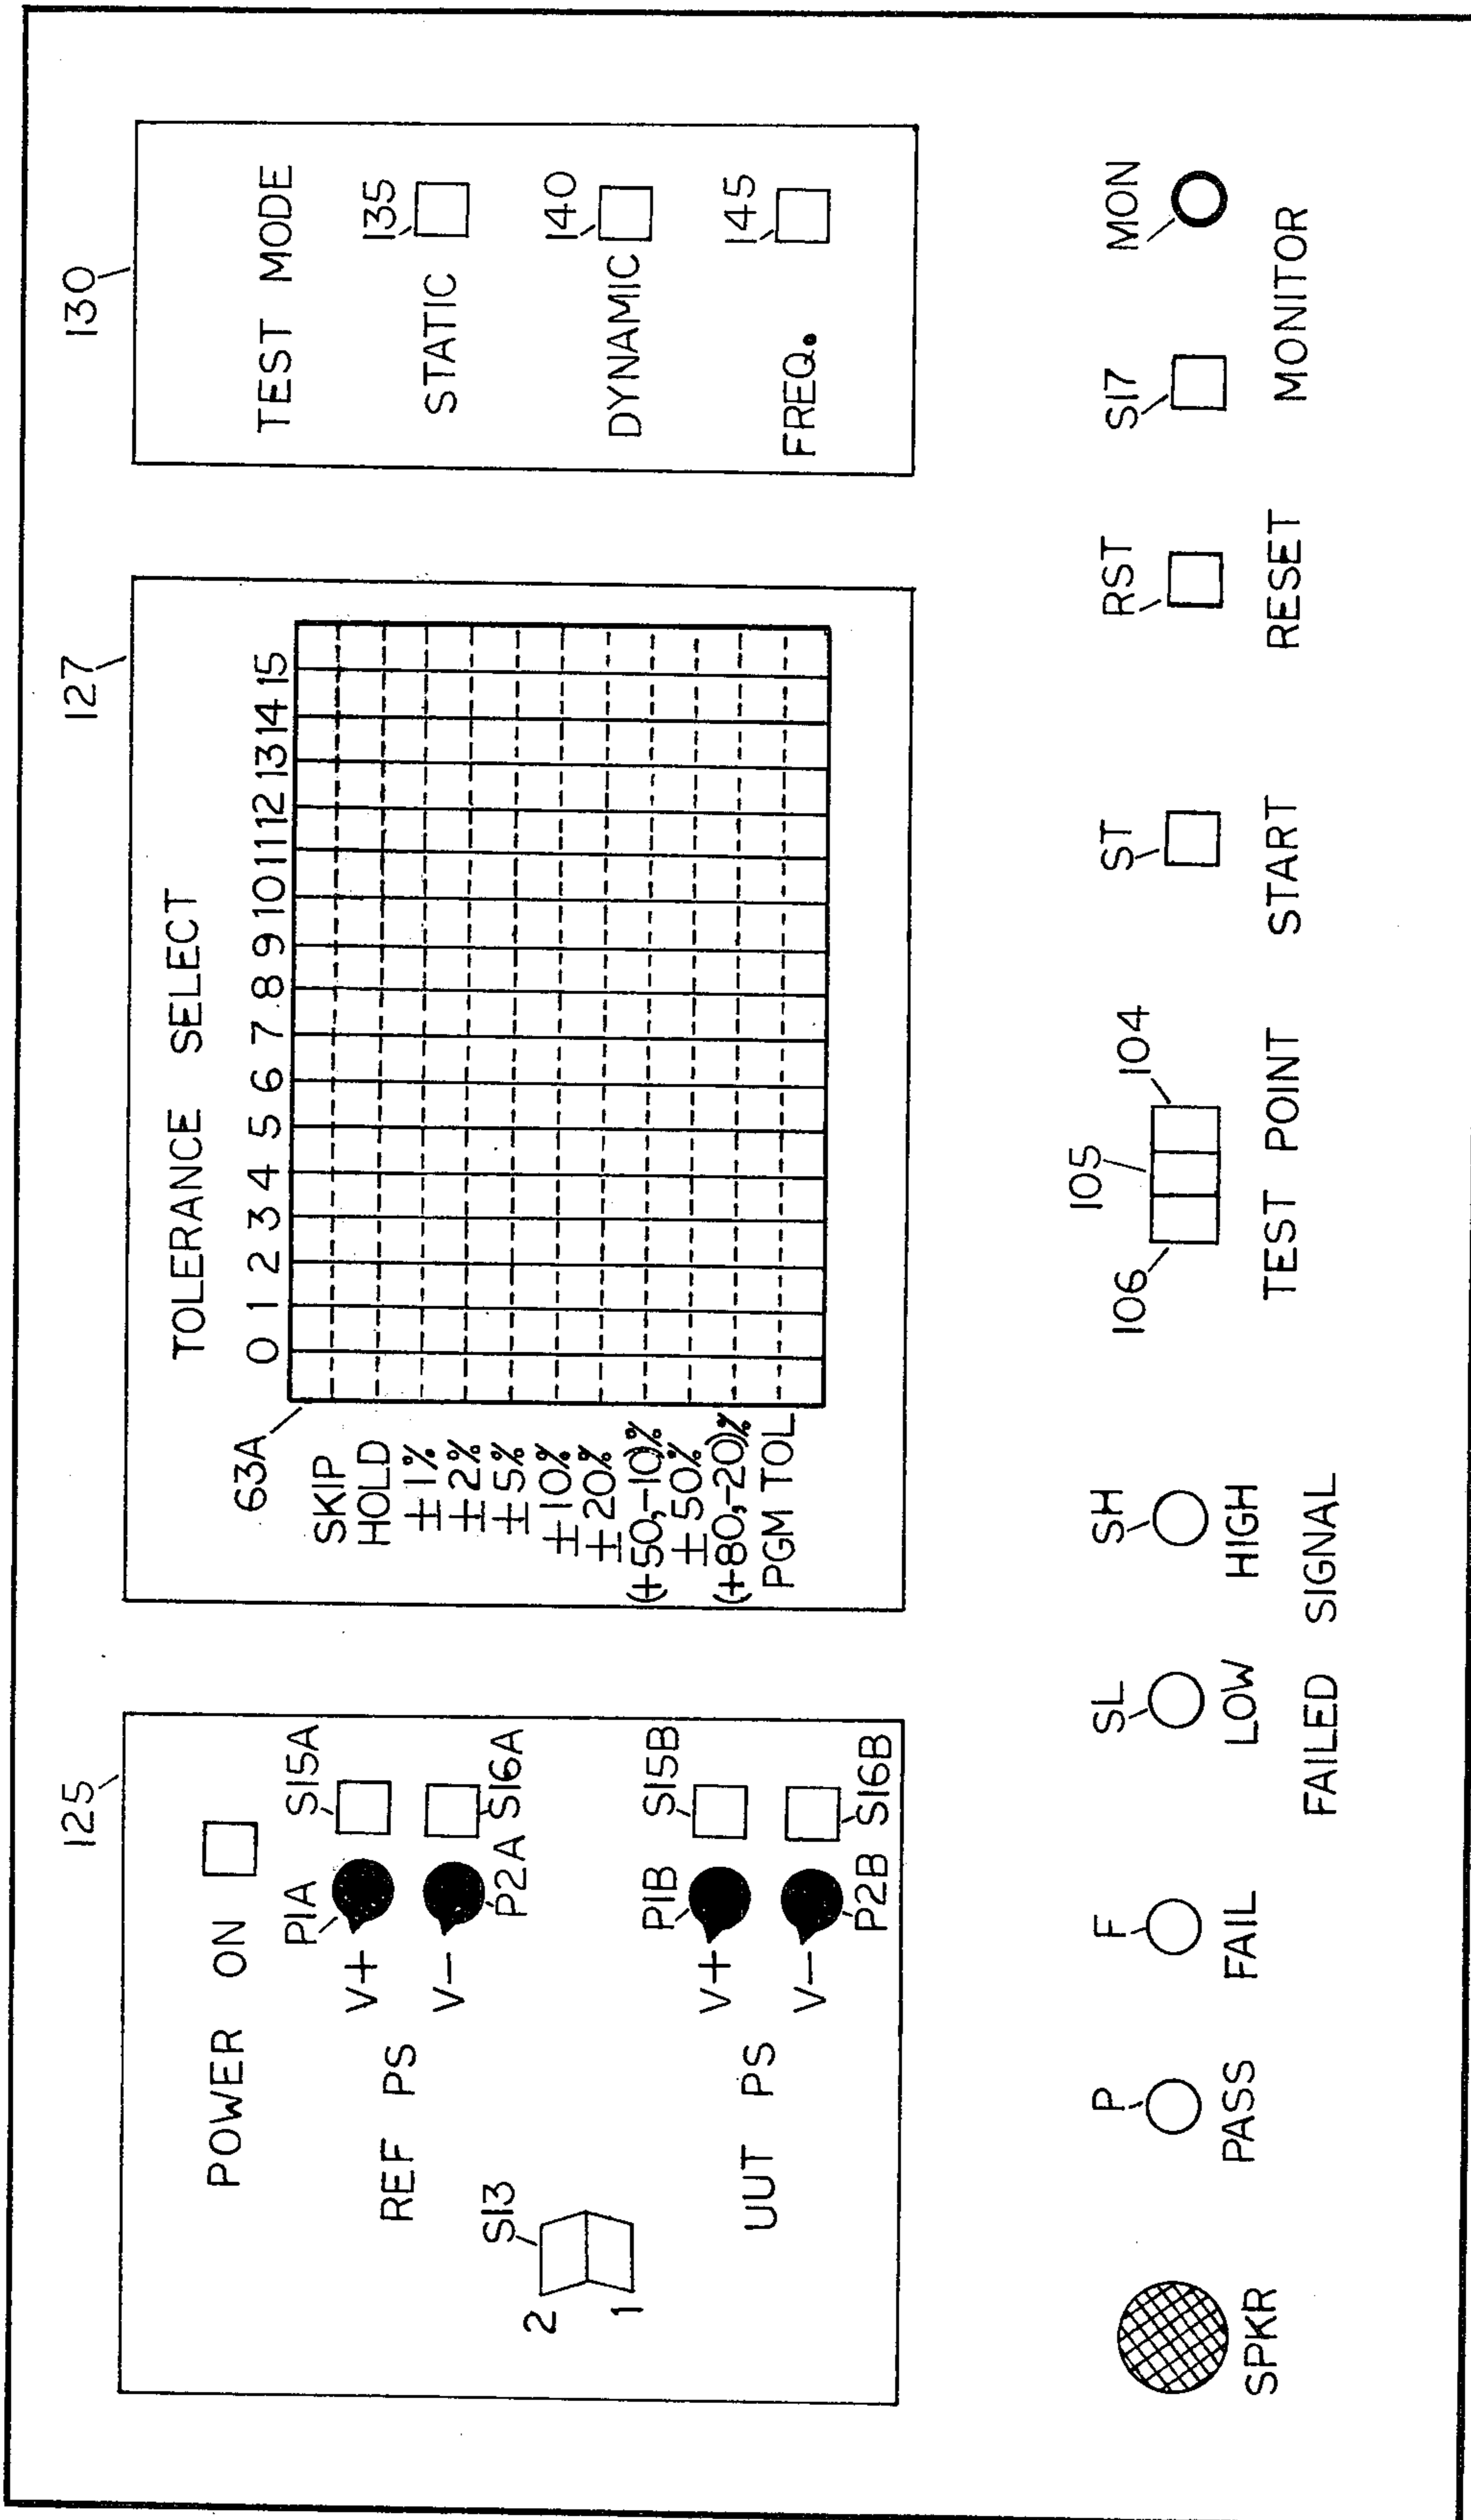 125
POWER ON
P1A
S15A
V+
REF PS
V-
P2A
S16A
S13
2
1
P1B
S15B
V+
UUT PS
V-
P2B
S16B
127
TOLERANCE SELECT
63A
0 1 2 3 4 5 6 7 8 9 10 11 12 13 14 15
SKIP
HOLD
±1%
±2%
±5%
±10%
±20%
(+50,-10)%
±50%
(+80,-20)%
PGM TOL
130
TEST MODE
135
STATIC
140
DYNAMIC
145
FREQ.
SPKR
P
PASS
F
FAIL
SL
LOW
SH
HIGH
FAILED SIGNAL
106
105
104
TEST POINT
ST
START
RST
RESET
S17
MON
MONITOR